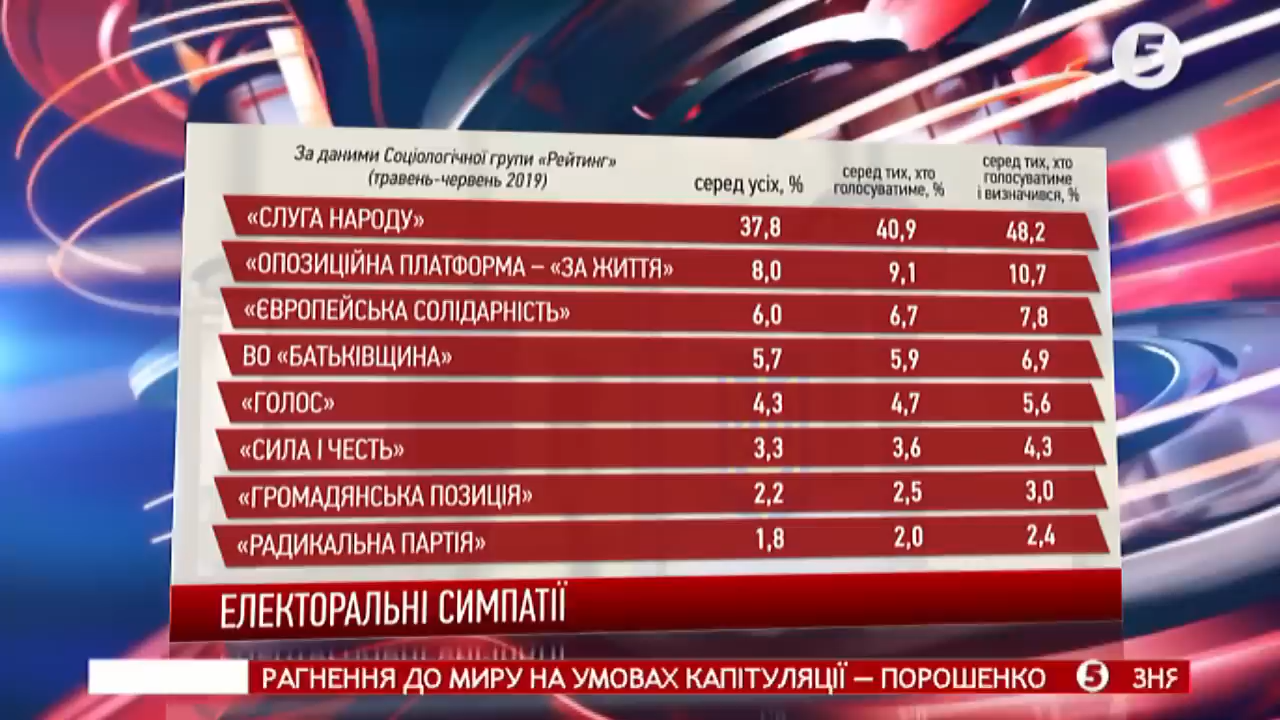 5
За даними Соціологічної групи «Рейтинг»
(травень-червень 2019)
серед усіх, %
серед тих, хто
голосуватиме, %
серед тих, хто
голосуватиме
і визначився, %
«СЛУГА НАРОДУ» 37,8 40,9 48,2
«ОПОЗИЦІЙНА ПЛАТФОРМА – «ЗА ЖИТТЯ» 8,0 9,1 10,7
«ЄВРОПЕЙСЬКА СОЛІДАРНІСТЬ» 6,0 6,7 7,8
ВО «БАТЬКІВЩИНА» 5,7 5,9 6,9
«ГОЛОС» 4,3 4,7 5,6
«СИЛА І ЧЕСТЬ» 3,3 3,6 4,3
«ГРОМАДЯНСЬКА ПОЗИЦІЯ» 2,2 2,5 3,0
«РАДИКАЛЬНА ПАРТІЯ» 1,8 2,0 2,4
ЕЛЕКТОРАЛЬНІ СИМПАТІЇ
РАГНЕННЯ ДО МИРУ НА УМОВАХ КАПІТУЛЯЦІЇ — ПОРОШЕНКО 5 ЗНЯ